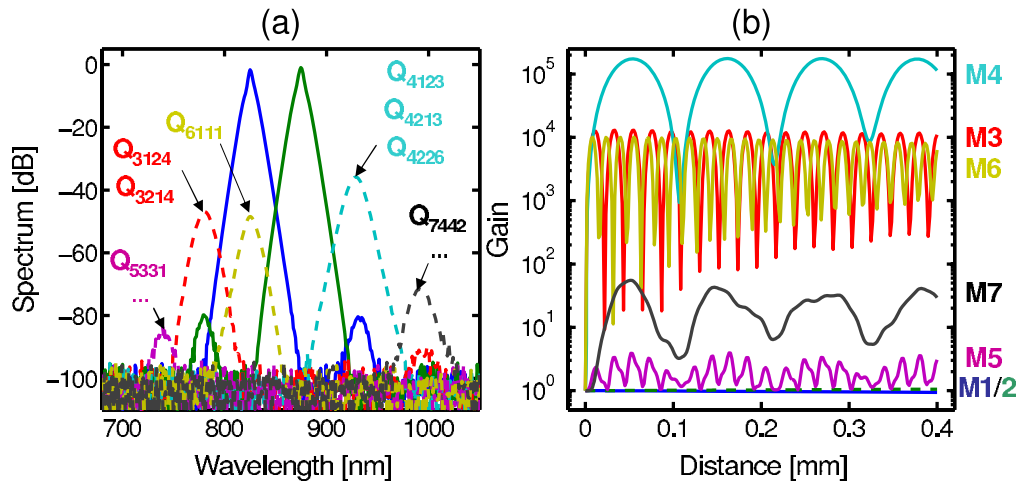 (a)
(b)
Spectrum [dB]
0
−20
−40
−60
−80
−100
Q3124
Q3214
Q6111
Q4123
Q4213
Q4226
Q7442
...
Q5331
...
700
800
900
1000
Wavelength [nm]
Gain
10^5
10^4
10^3
10^2
10^1
10^0
M4
M3
M6
M7
M5
M1/2
0
0.1
0.2
0.3
0.4
Distance [mm]